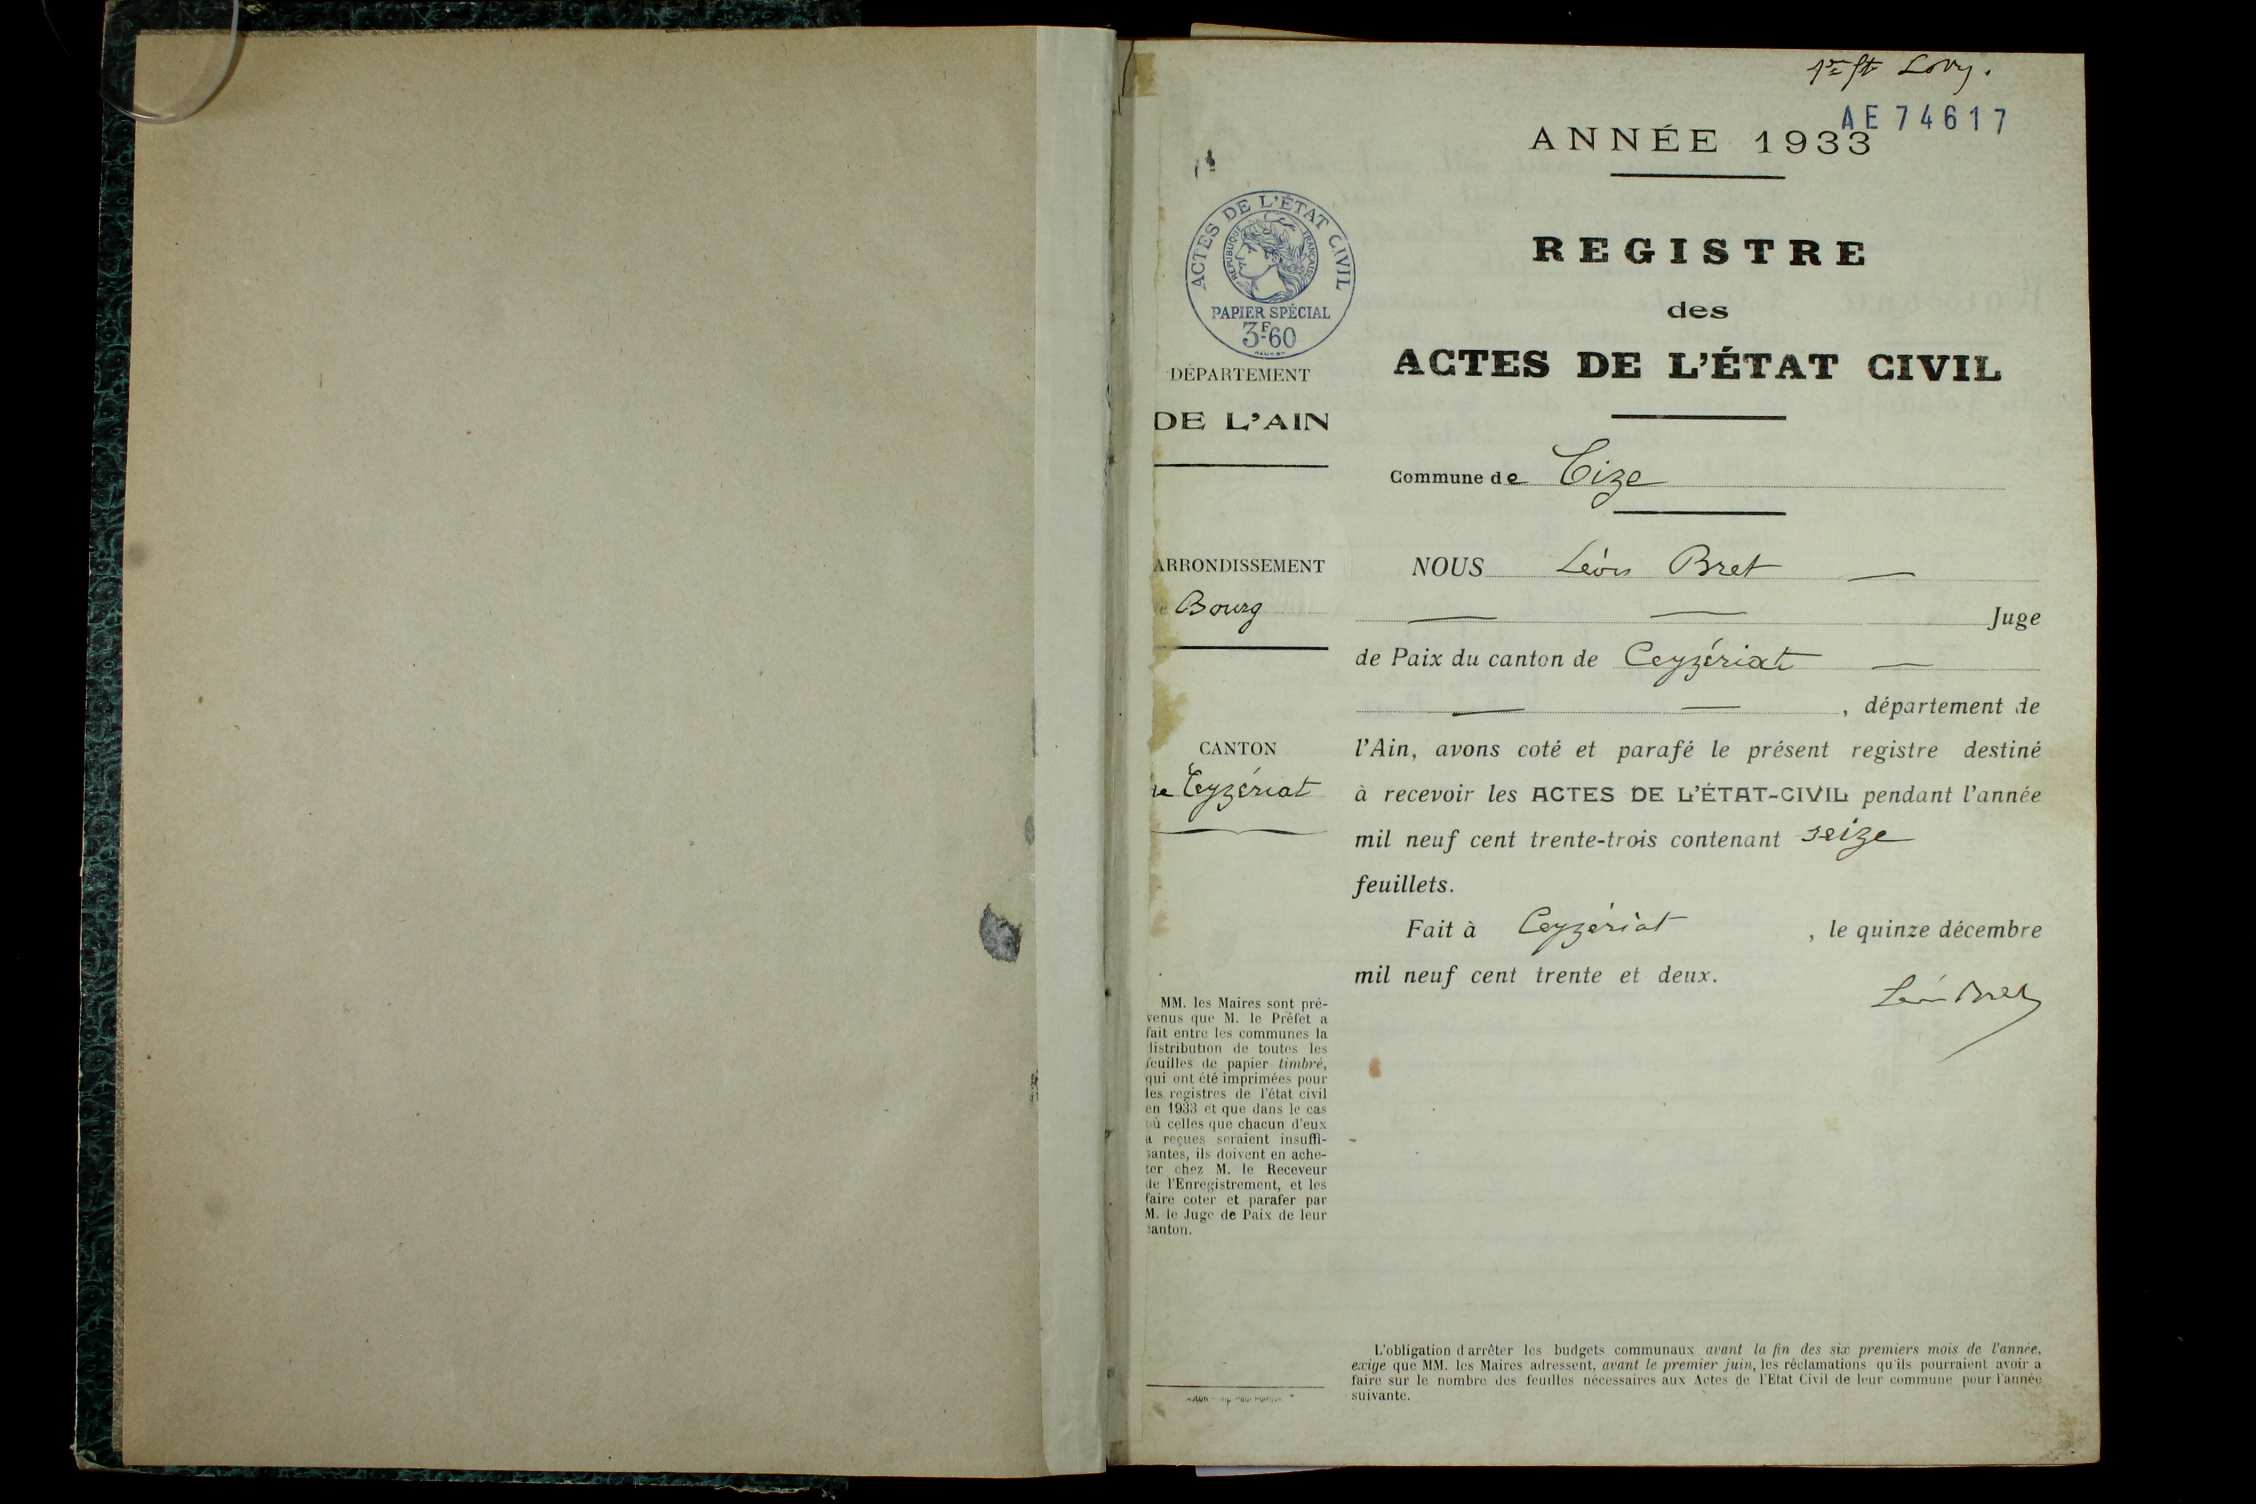 AE 74617
ANNÉE 1933
ACTES DE L'ÉTAT CIVIL
RÉPUBLIQUE FRANÇAISE
PAPIER SPÉCIAL
3F-60
REGISTRE
des
ACTES DE L'ÉTAT CIVIL
Commune de Cize
DÉPARTEMENT
DE L'AIN
ARRONDISSEMENT
Bourg
CANTON
Ceyzériat
NOUS Léon Bret
Juge
de Paix du canton de Ceyzériat
, département de
l'Ain, avons coté et parafé le présent registre destiné
à recevoir les ACTES DE L'ÉTAT-CIVIL pendant l'année
mil neuf cent trente-trois contenant seize
feuillets.
Fait à Ceyzériat , le quinze décembre
mil neuf cent trente et deux.
Léon Bret
MM. les Maires sont pré-
venus que M. le Préfet a
fait entre les communes la
distribution de toutes les
feuilles de papier timbré,
qui ont été imprimées pour
les registres de l'état civil
en 1933 et que dans le cas
où celles que chacun d'eux
a reçues seraient insuffi-
santes, ils doivent en ache-
ter chez M. le Receveur
de l'Enregistrement, et les
faire coter et parafer par
M. le Juge de Paix de leur
canton.
L'obligation d'arrêter les budgets communaux avant la fin des six premiers mois de l'année,
exige que MM. les Maires adressent, avant le premier juin, les réclamations qu'ils pourraient avoir a
faire sur le nombre des feuilles nécessaires aux Actes de l'Etat Civil de leur commune pour l'année
suivante.